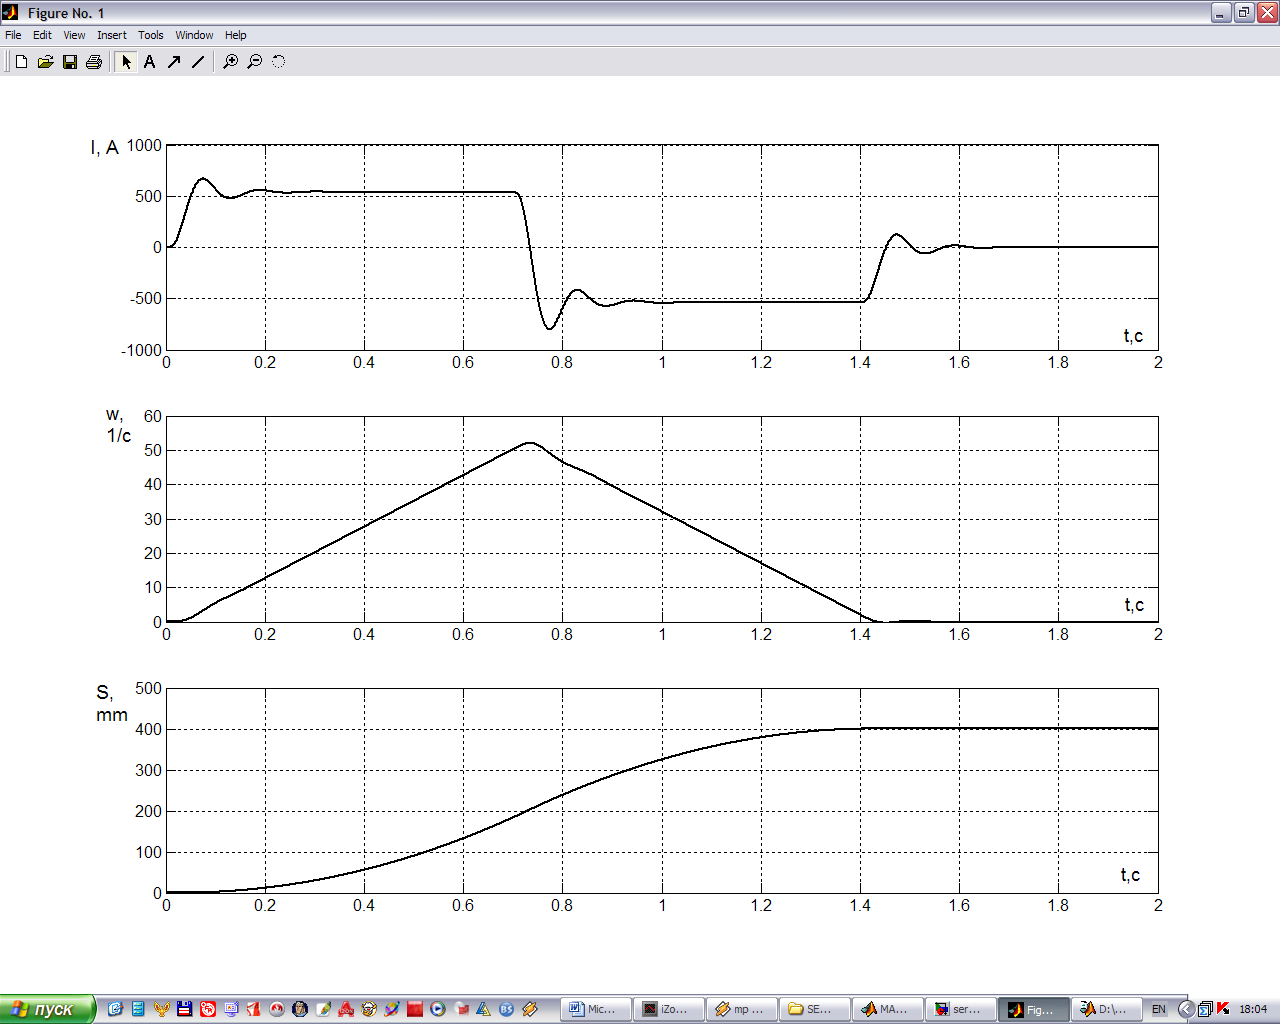 Figure No. 1
File Edit View Insert Tools Window Help
I, A
1000
500
0
-500
-1000
t,c
0 0.2 0.4 0.6 0.8 1 1.2 1.4 1.6 1.8 2
w,
1/c
60
50
40
30
20
10
0
t,c
0 0.2 0.4 0.6 0.8 1 1.2 1.4 1.6 1.8 2
S,
mm
500
400
300
200
100
0
t,c
0 0.2 0.4 0.6 0.8 1 1.2 1.4 1.6 1.8 2
пуск Mic... iZo... mp ... SE... MA... ser... Fig... D:\... EN 18:04